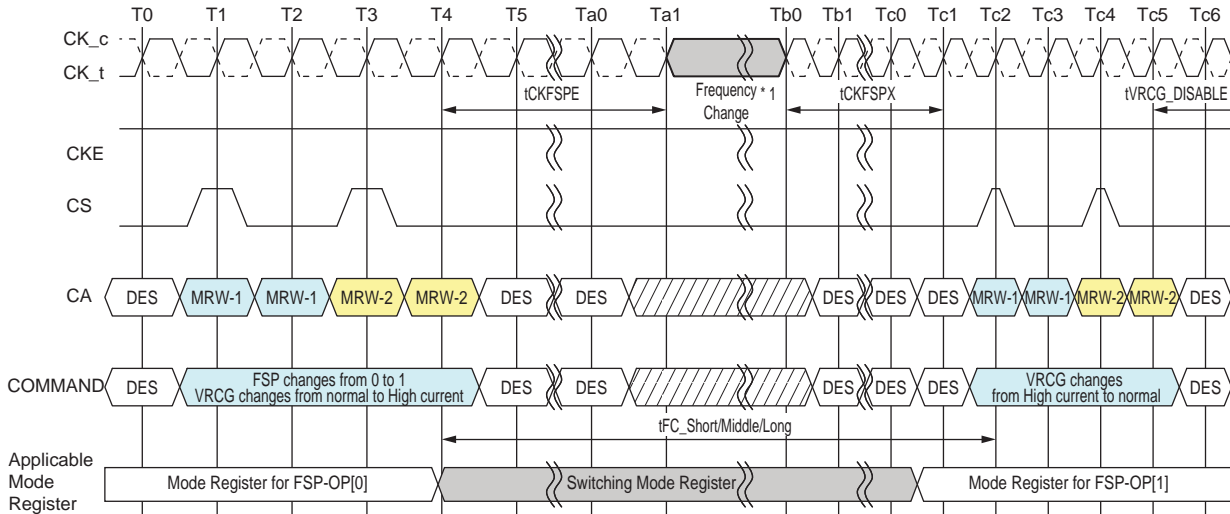 T0 T1 T2 T3 T4 T5 Ta0 Ta1 Tb0 Tb1 Tc0 Tc1 Tc2 Tc3 Tc4 Tc5 Tc6
CK_c
CK_t
tCKFSPE
Frequency * 1
Change
tCKFSPX
tVRCG_DISABLE
CKE
CS
CA DES MRW-1 MRW-1 MRW-2 MRW-2 DES DES DES DES DES MRW-1 MRW-1 MRW-2 MRW-2 DES
COMMAND DES
FSP changes from 0 to 1
VRCG changes from normal to High current
DES DES DES DES DES
VRCG changes
from High current to normal
DES
tFC_Short/Middle/Long
Applicable
Mode
Register
Mode Register for FSP-OP[0] Switching Mode Register Mode Register for FSP-OP[1]